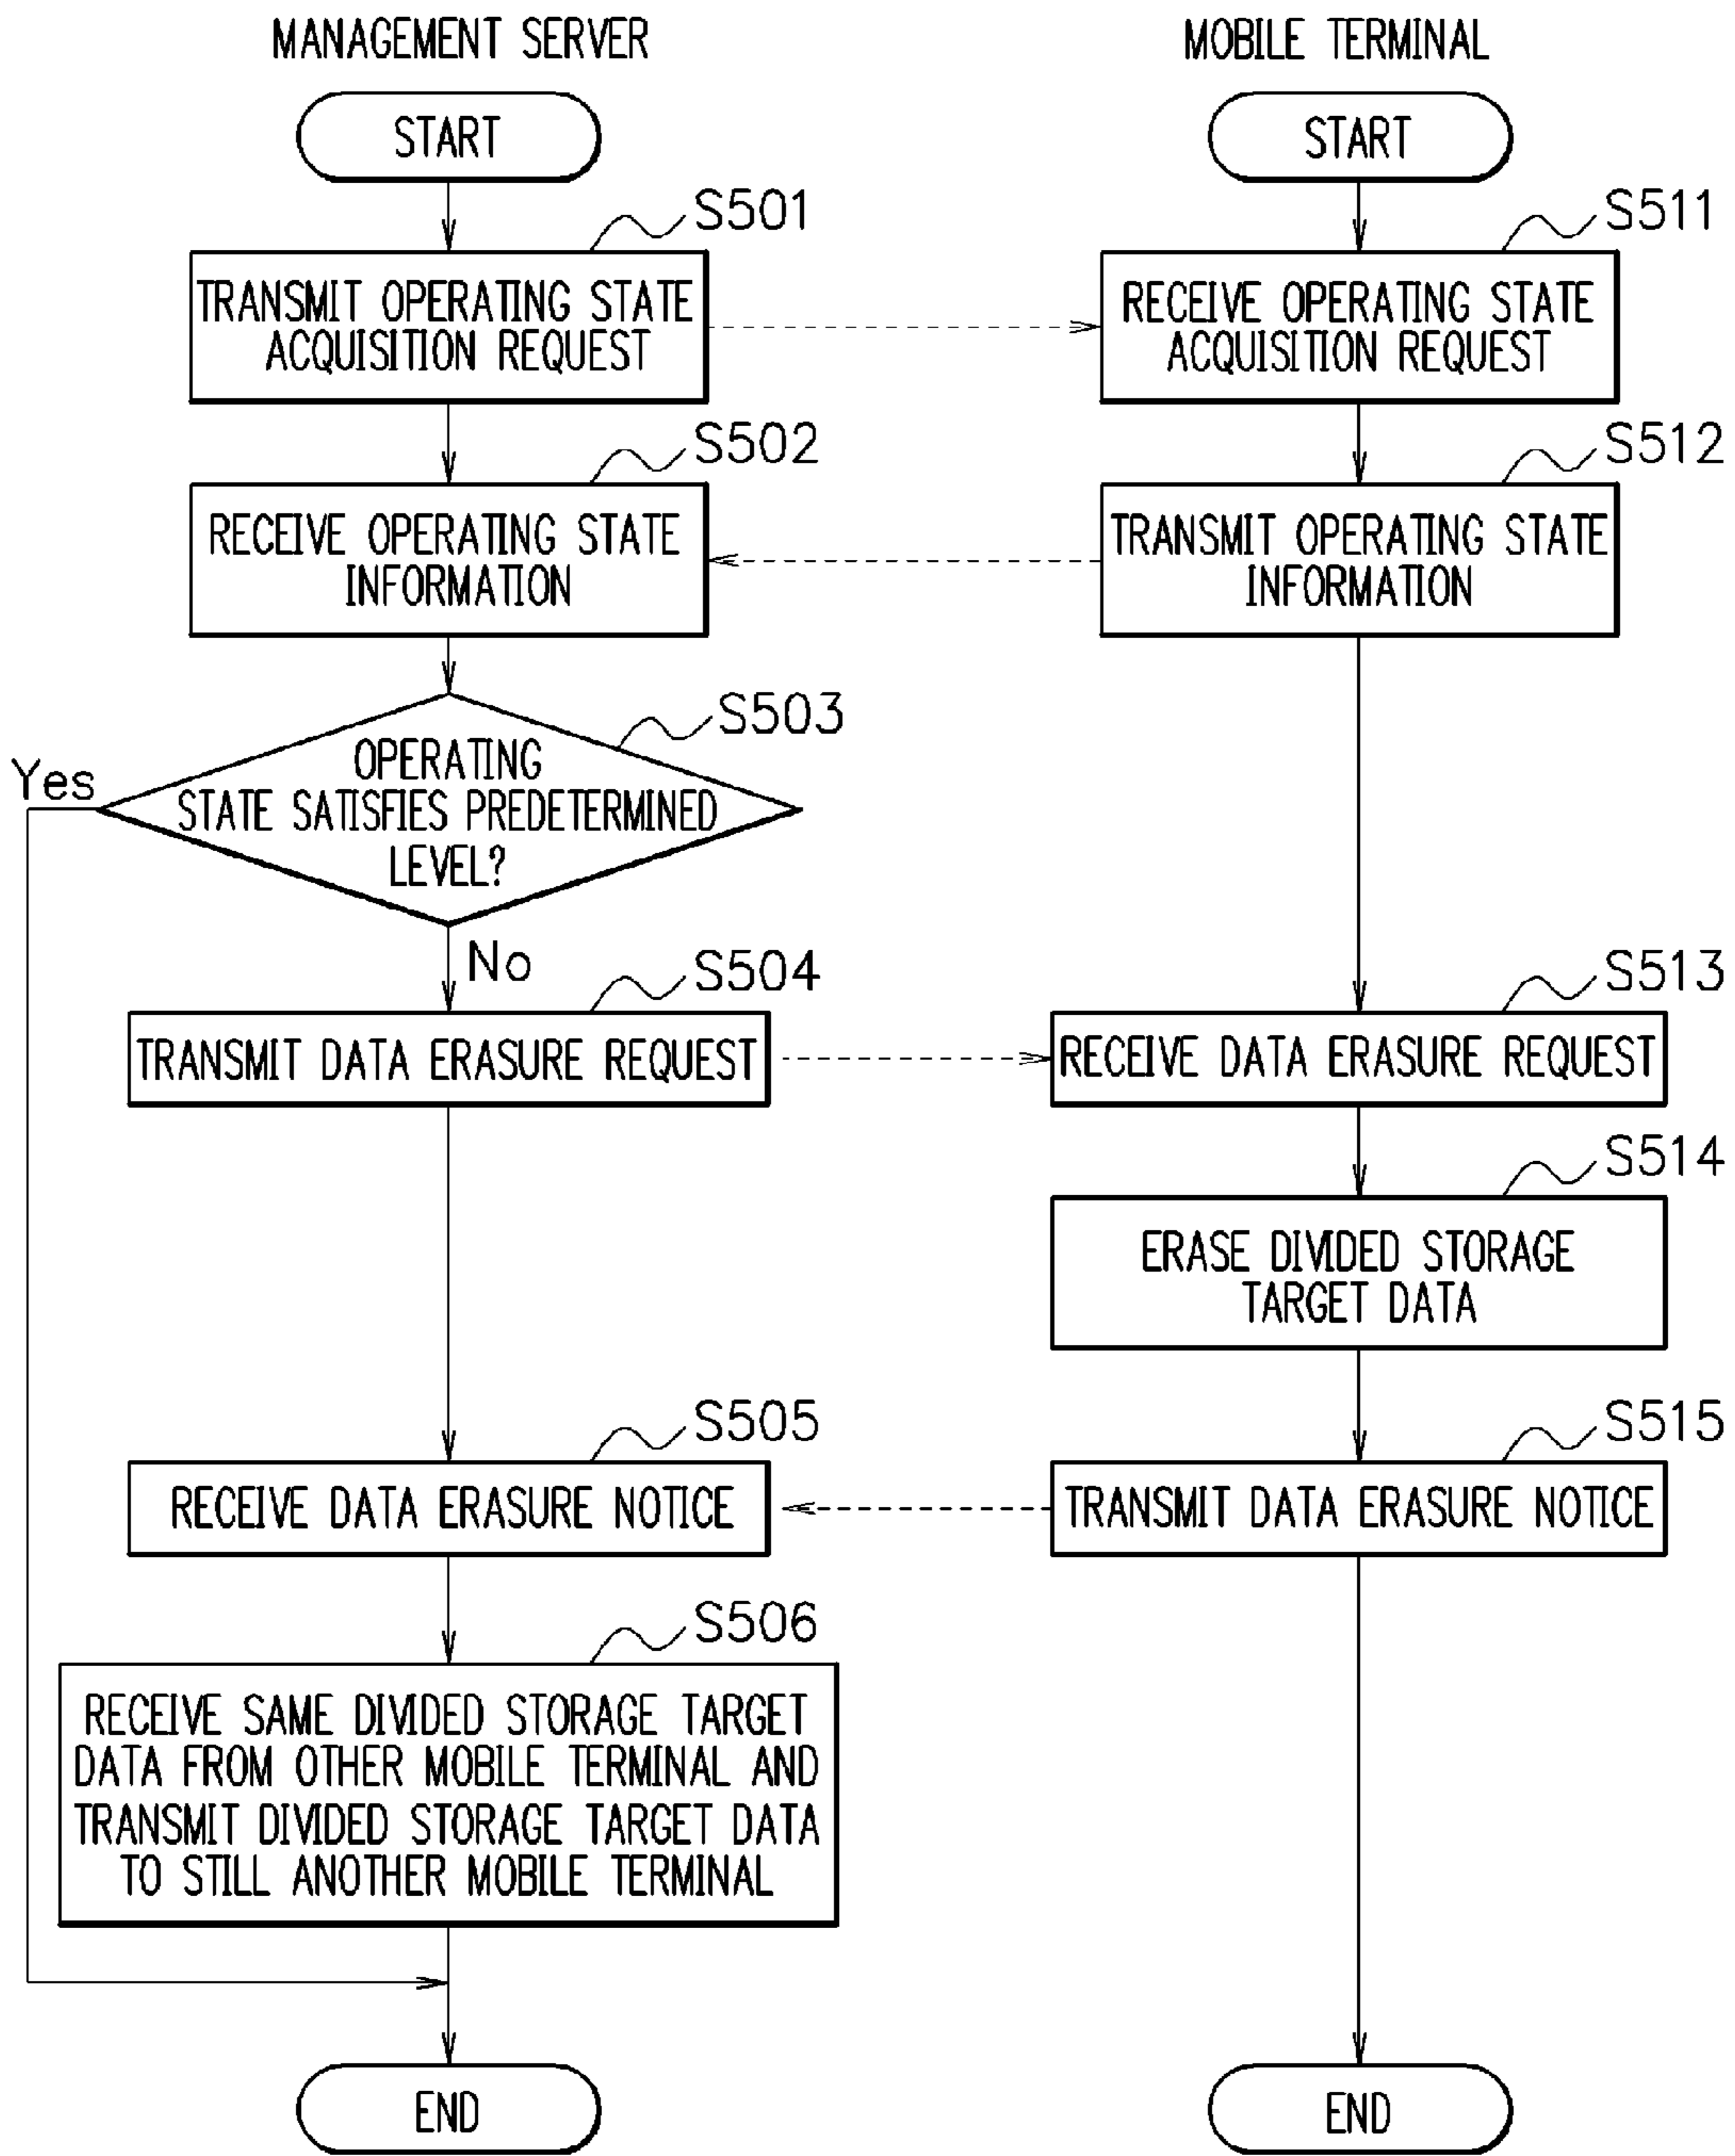 MANAGEMENT SERVER
MOBILE TERMINAL
START
START
S501
S511
TRANSMIT OPERATING STATE
ACQUISITION REQUEST
RECEIVE OPERATING STATE
ACQUISITION REQUEST
S502
S512
RECEIVE OPERATING STATE
INFORMATION
TRANSMIT OPERATING STATE
INFORMATION
S503
Yes
OPERATING
STATE SATISFIES PREDETERMINED
LEVEL?
No
S504
S513
TRANSMIT DATA ERASURE REQUEST
RECEIVE DATA ERASURE REQUEST
S514
ERASE DIVIDED STORAGE
TARGET DATA
S505
S515
RECEIVE DATA ERASURE NOTICE
TRANSMIT DATA ERASURE NOTICE
S506
RECEIVE SAME DIVIDED STORAGE TARGET
DATA FROM OTHER MOBILE TERMINAL AND
TRANSMIT DIVIDED STORAGE TARGET DATA
TO STILL ANOTHER MOBILE TERMINAL
END
END